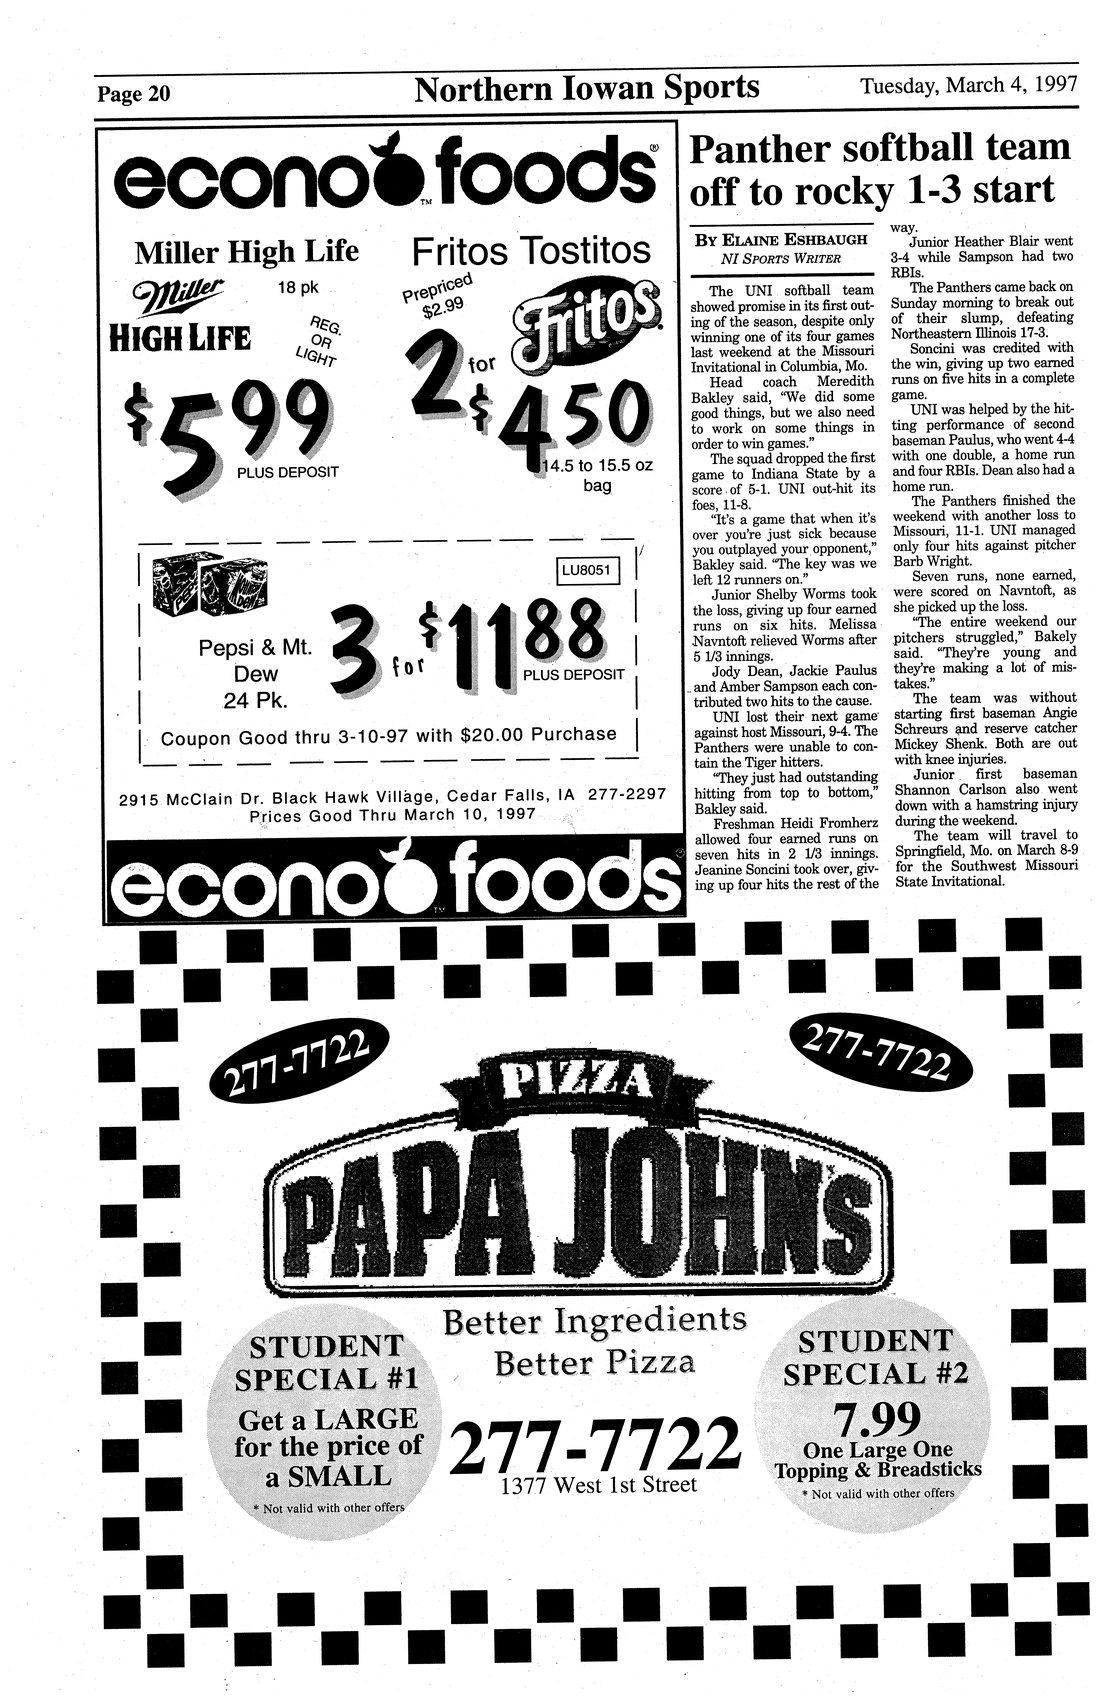 Page 20
Northern Iowan Sports
Tuesday, March 4, 1997
econo foods®
™
Miller High Life
Miller
HIGH LIFE
18 pk
REG.
OR
LIGHT
$5.99
PLUS DEPOSIT
Fritos Tostitos
Prepriced
$2.99
Fritos
2 for
$4.50
14.5 to 15.5 oz
bag
LU8051
Pepsi & Mt.
Dew
24 Pk.
3 for $11.88
PLUS DEPOSIT
Coupon Good thru 3-10-97 with $20.00 Purchase
2915 McClain Dr. Black Hawk Village, Cedar Falls, IA 277-2297
Prices Good Thru March 10, 1997
econo foods®
™
Panther softball team
off to rocky 1-3 start
BY ELAINE ESHBAUGH
NI SPORTS WRITER
The UNI softball team
showed promise in its first out-
ing of the season, despite only
winning one of its four games
last weekend at the Missouri
Invitational in Columbia, Mo.
Head coach Meredith
Bakley said, “We did some
good things, but we also need
to work on some things in
order to win games.”
The squad dropped the first
game to Indiana State by a
score of 5-1. UNI out-hit its
foes, 11-8.
“It’s a game that when it’s
over you’re just sick because
you outplayed your opponent,”
Bakley said. “The key was we
left 12 runners on.”
Junior Shelby Worms took
the loss, giving up four earned
runs on six hits. Melissa
Navntoft relieved Worms after
5 1/3 innings.
Jody Dean, Jackie Paulus
and Amber Sampson each con-
tributed two hits to the cause.
UNI lost their next game
against host Missouri, 9-4. The
Panthers were unable to con-
tain the Tiger hitters.
“They just had outstanding
hitting from top to bottom,”
Bakley said.
Freshman Heidi Fromherz
allowed four earned runs on
seven hits in 2 1/3 innings.
Jeanine Soncini took over, giv-
ing up four hits the rest of the
way.
Junior Heather Blair went
3-4 while Sampson had two
RBIs.
The Panthers came back on
Sunday morning to break out
of their slump, defeating
Northeastern Illinois 17-3.
Soncini was credited with
the win, giving up two earned
runs on five hits in a complete
game.
UNI was helped by the hit-
ting performance of second
baseman Paulus, who went 4-4
with one double, a home run
and four RBIs. Dean also had a
home run.
The Panthers finished the
weekend with another loss to
Missouri, 11-1. UNI managed
only four hits against pitcher
Barb Wright.
Seven runs, none earned,
were scored on Navntoft, as
she picked up the loss.
“The entire weekend our
pitchers struggled,” Bakely
said. “They’re young and
they’re making a lot of mis-
takes.”
The team was without
starting first baseman Angie
Schreurs and reserve catcher
Mickey Shenk. Both are out
with knee injuries.
Junior first baseman
Shannon Carlson also went
down with a hamstring injury
during the weekend.
The team will travel to
Springfield, Mo. on March 8-9
for the Southwest Missouri
State Invitational.
277-7722
277-7722
PIZZA
PAPA JOHN'S
Better Ingredients
Better Pizza
277-7722
1377 West 1st Street
STUDENT
SPECIAL #1
Get a LARGE
for the price of
a SMALL
* Not valid with other offers
STUDENT
SPECIAL #2
7.99
One Large One
Topping & Breadsticks
* Not valid with other offers